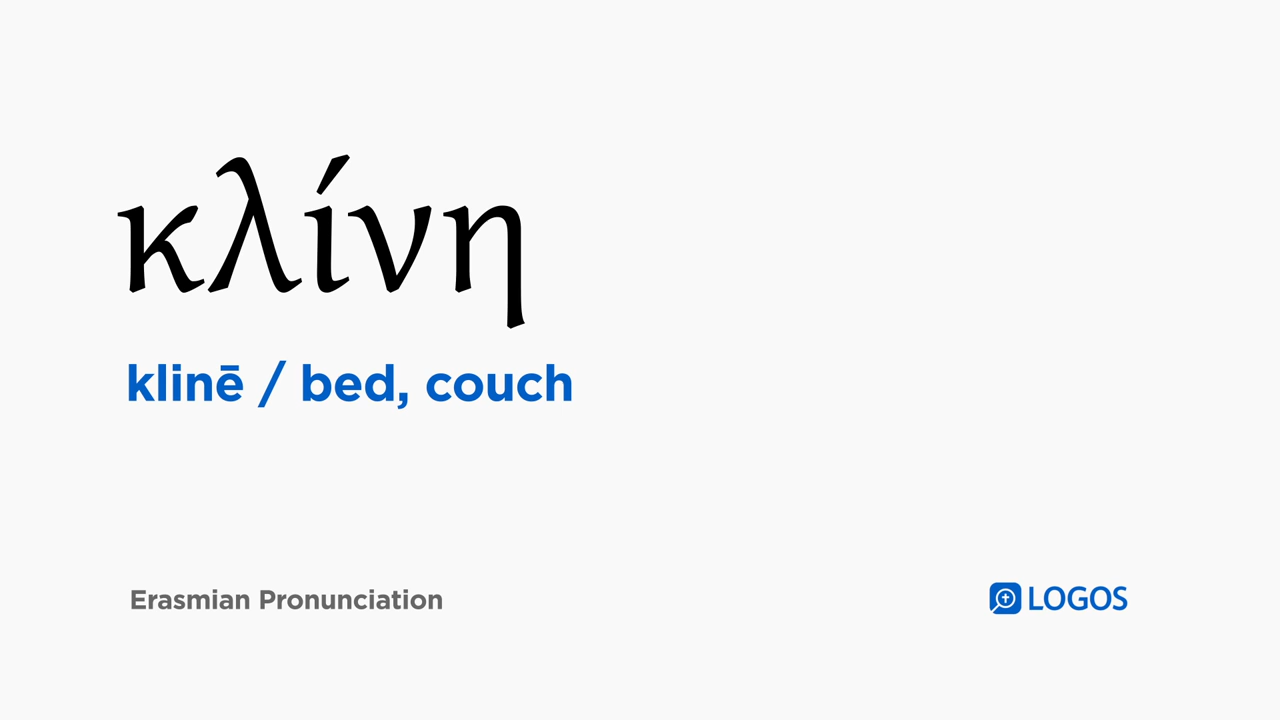 κλίνη
klinē / bed, couch
Erasmian Pronunciation
LOGOS